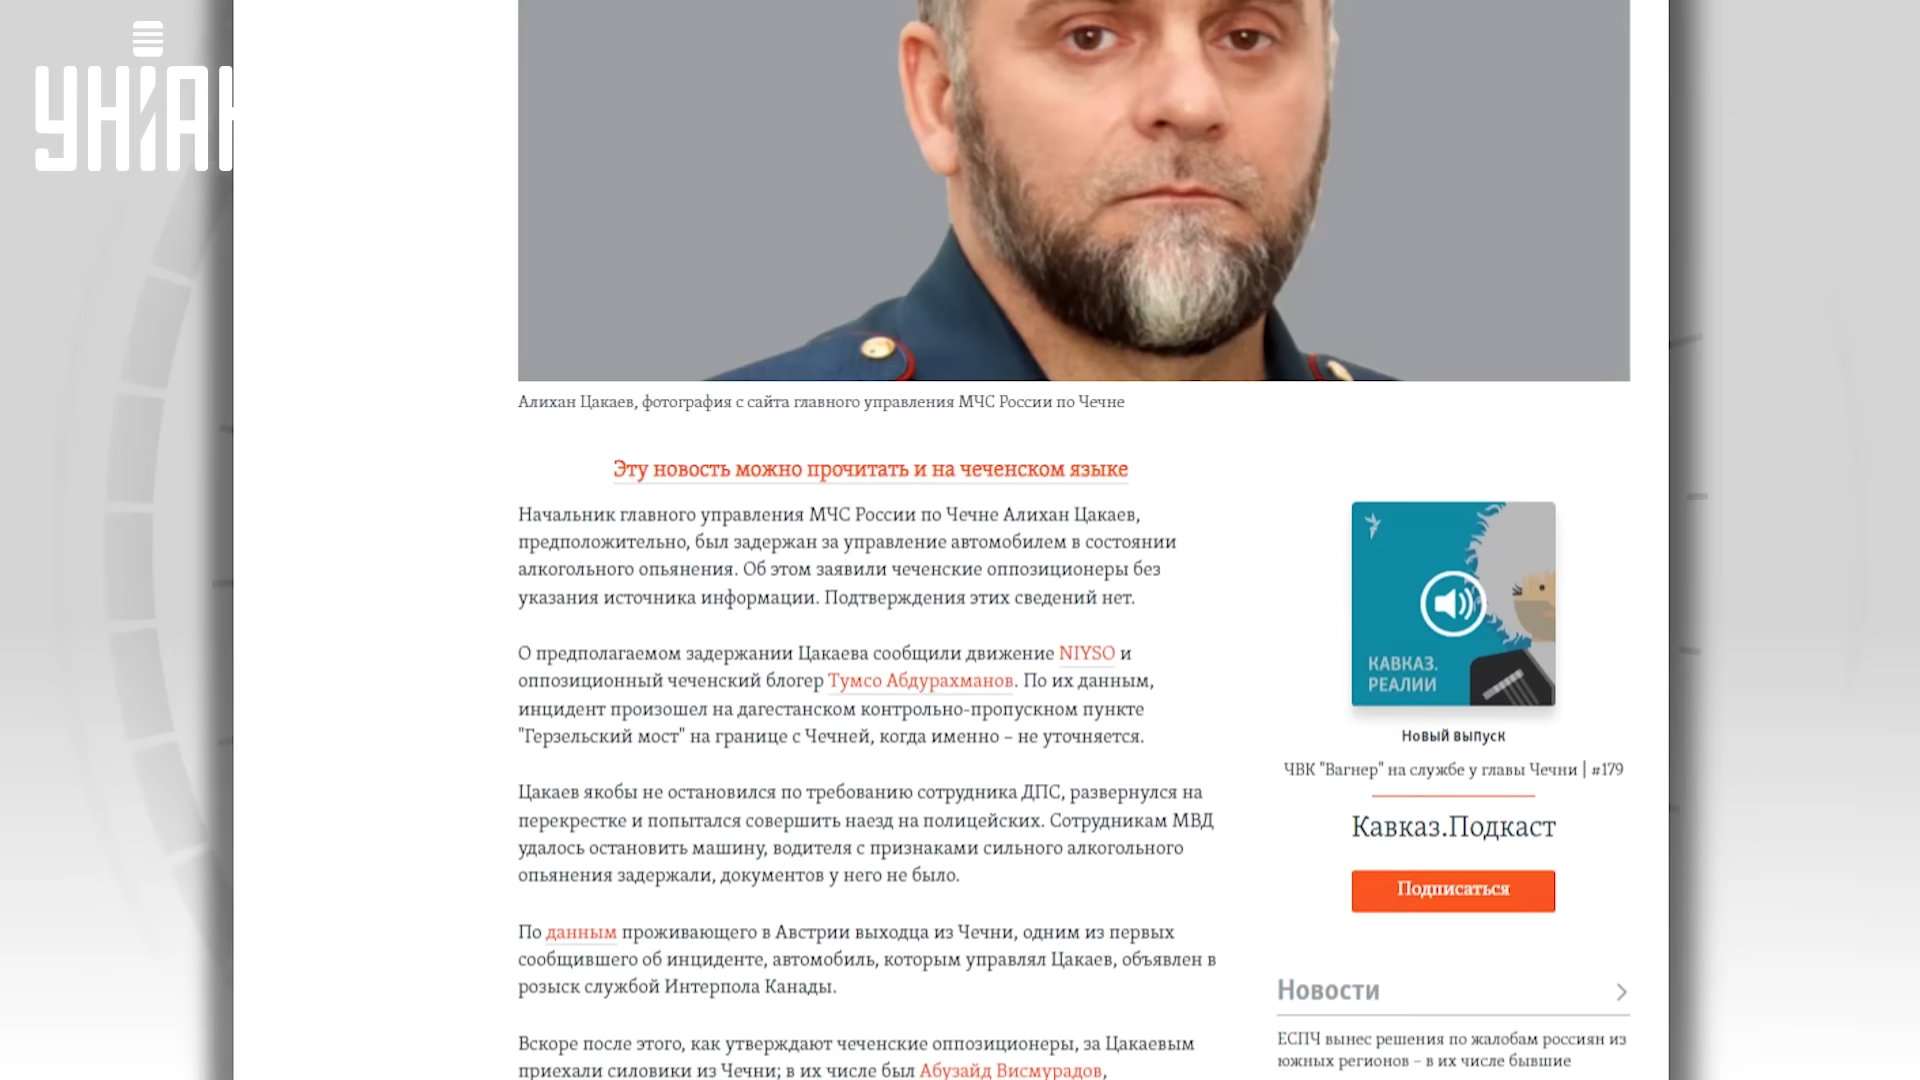 УНІАН
Алихан Цакаев, фотография с сайта главного управления МЧС России по Чечне
Эту новость можно прочитать и на чеченском языке
Начальник главного управления МЧС России по Чечне Алихан Цакаев,
предположительно, был задержан за управление автомобилем в состоянии
алкогольного опьянения. Об этом заявили чеченские оппозиционеры без
указания источника информации. Подтверждения этих сведений нет.
О предполагаемом задержании Цакаева сообщили движение NIYSO и
оппозиционный чеченский блогер Тумсо Абдурахманов. По их данным,
инцидент произошел на дагестанском контрольно-пропускном пункте
"Герзельский мост" на границе с Чечней, когда именно – не уточняется.
Цакаев якобы не остановился по требованию сотрудника ДПС, развернулся на
перекрестке и попытался совершить наезд на полицейских. Сотрудникам МВД
удалось остановить машину, водителя с признаками сильного алкогольного
опьянения задержали, документов у него не было.
По данным проживающего в Австрии выходца из Чечни, одним из первых
сообщившего об инциденте, автомобиль, которым управлял Цакаев, объявлен в
розыск службой Интерпола Канады.
Вскоре после этого, как утверждают чеченские оппозиционеры, за Цакаевым
приехали силовики из Чечни; в их числе был Абузайд Висмурадов,
КАВКАЗ.
РЕАЛИИ
Новый выпуск
ЧВК "Вагнер" на службе у главы Чечни | #179
Кавказ.Подкаст
Подписаться
Новости
ЕСПЧ вынес решения по жалобам россиян из
южных регионов – в их числе бывшие